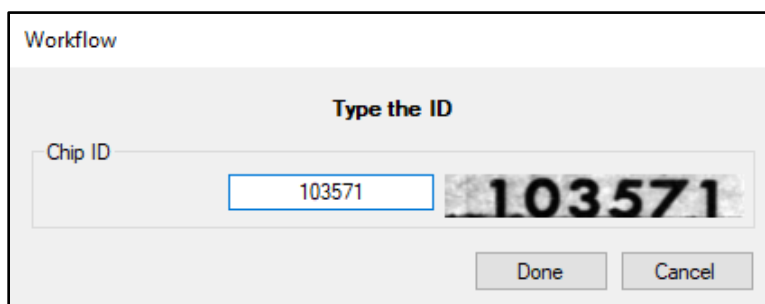 Workflow
Type the ID
Chip ID
103571 103571
Done Cancel